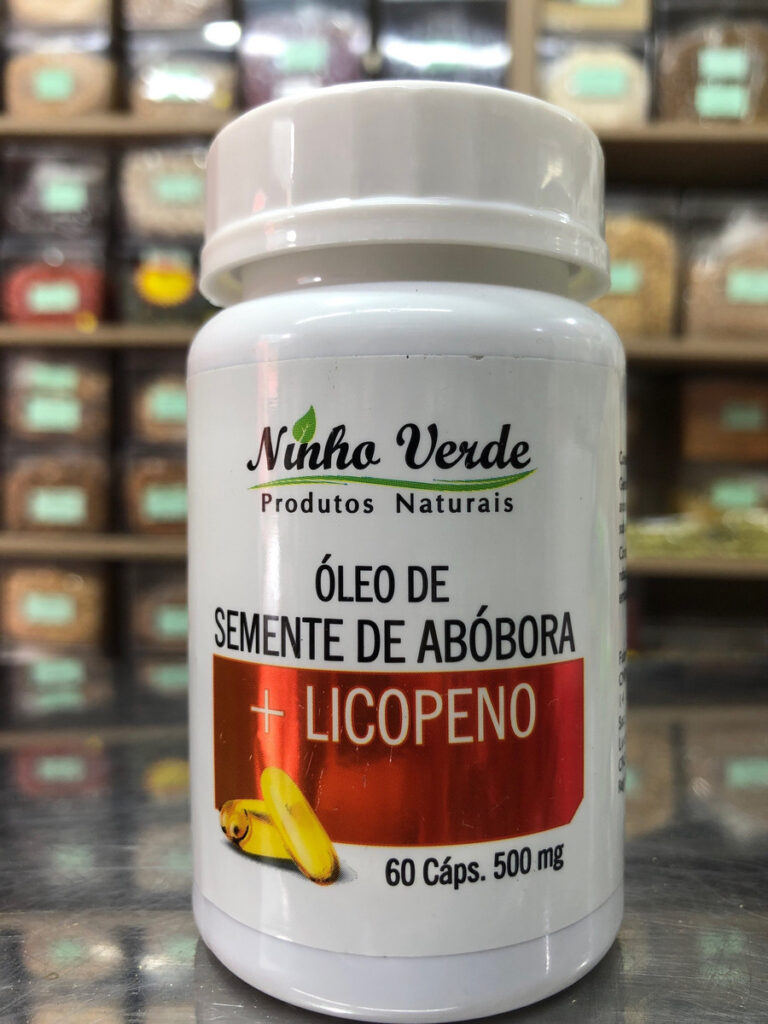 Ninho Verde
Produtos Naturais
ÓLEO DE
SEMENTE DE ABÓBORA
+ LICOPENO
60 Cáps. 500 mg